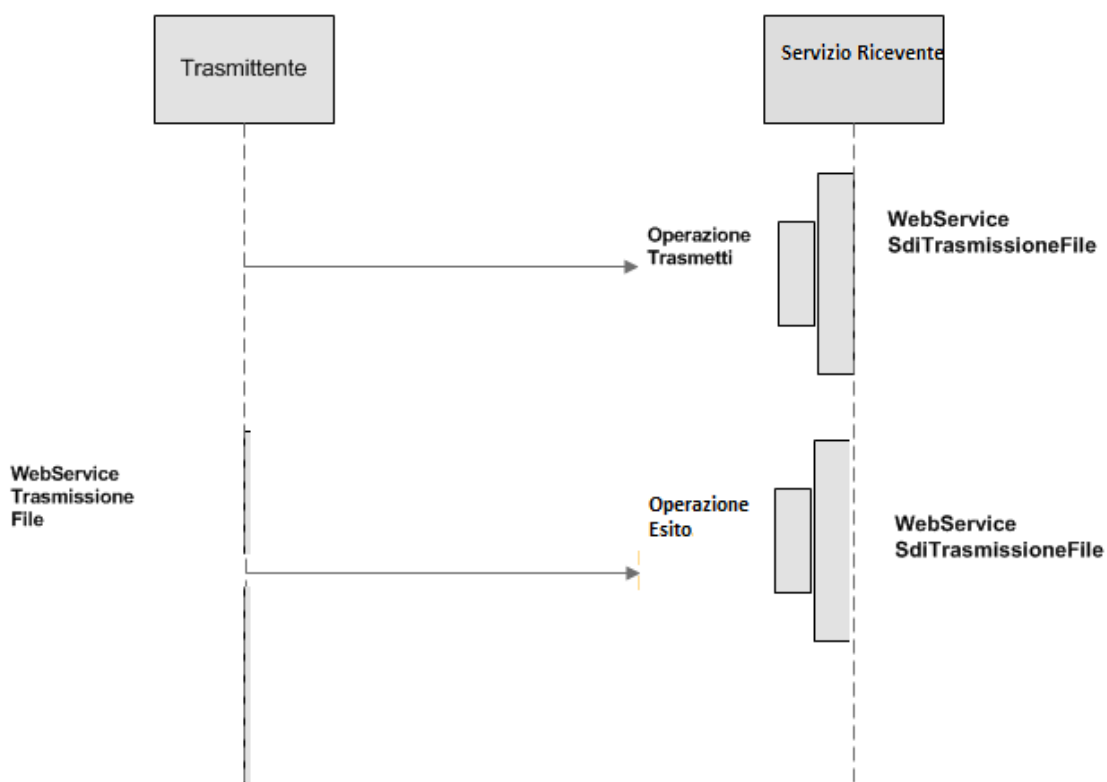 Trasmittente
Servizio Ricevente
Operazione
Trasmetti
WebService
SdiTrasmissioneFile
WebService
Trasmissione
File
Operazione
Esito
WebService
SdiTrasmissioneFile